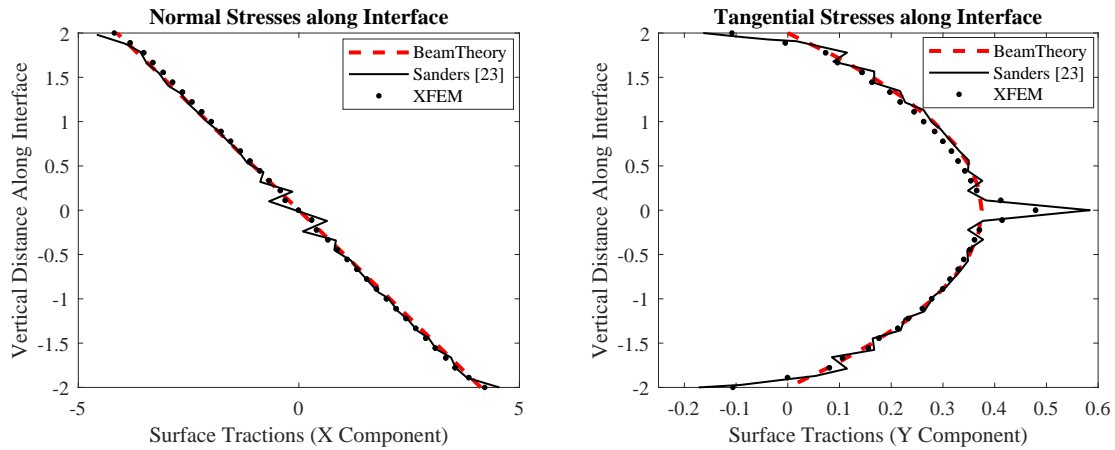 Normal Stresses along Interface
2
1.5
1
0.5
0
-0.5
-1
-1.5
-2
Vertical Distance Along Interface
-5
0
5
Surface Tractions (X Component)
BeamTheory
Sanders [23]
XFEM
Tangential Stresses along Interface
2
1.5
1
0.5
0
-0.5
-1
-1.5
-2
Vertical Distance Along Interface
-0.2
-0.1
0
0.1
0.2
0.3
0.4
0.5
0.6
Surface Tractions (Y Component)
BeamTheory
Sanders [23]
XFEM